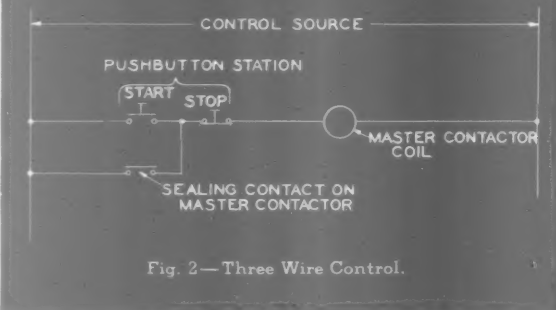 CONTROL SOURCE
PUSHBUTTON STATION
START
STOP
MASTER CONTACTOR
COIL
SEALING CONTACT ON
MASTER CONTACTOR
Fig. 2—Three Wire Control.